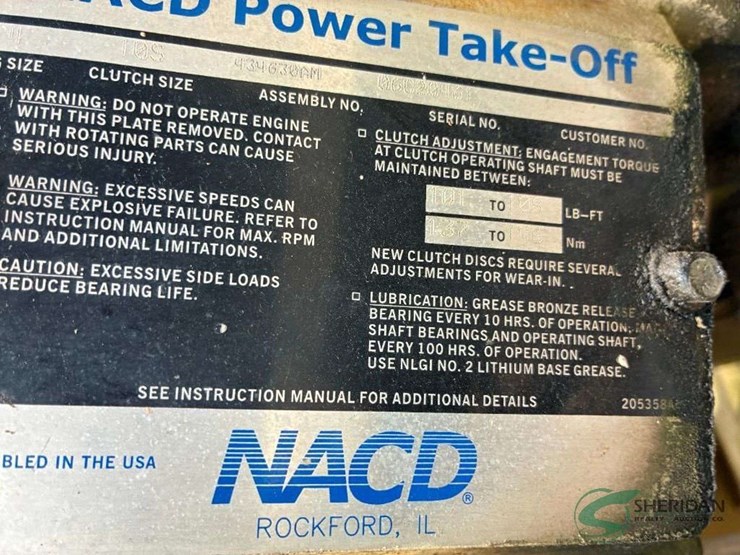 NACD Power Take-Off
10S 434630AM
SIZE CLUTCH SIZE ASSEMBLY NO. SERIAL NO. CUSTOMER NO.
WARNING: DO NOT OPERATE ENGINE
WITH THIS PLATE REMOVED. CONTACT
WITH ROTATING PARTS CAN CAUSE
SERIOUS INJURY.
WARNING: EXCESSIVE SPEEDS CAN
CAUSE EXPLOSIVE FAILURE. REFER TO
INSTRUCTION MANUAL FOR MAX. RPM
AND ADDITIONAL LIMITATIONS.
CAUTION: EXCESSIVE SIDE LOADS
REDUCE BEARING LIFE.
CLUTCH ADJUSTMENT: ENGAGEMENT TORQUE
AT CLUTCH OPERATING SHAFT MUST BE
MAINTAINED BETWEEN:
TO LB-FT
TO Nm
NEW CLUTCH DISCS REQUIRE SEVERAL
ADJUSTMENTS FOR WEAR-IN.
LUBRICATION: GREASE BRONZE RELEASE
BEARING EVERY 10 HRS. OF OPERATION;
SHAFT BEARINGS AND OPERATING SHAFT,
EVERY 100 HRS. OF OPERATION.
USE NLGI NO. 2 LITHIUM BASE GREASE.
SEE INSTRUCTION MANUAL FOR ADDITIONAL DETAILS
205358A
BLED IN THE USA
NACD®
ROCKFORD, IL
SHERIDAN
REALTY & AUCTION CO.